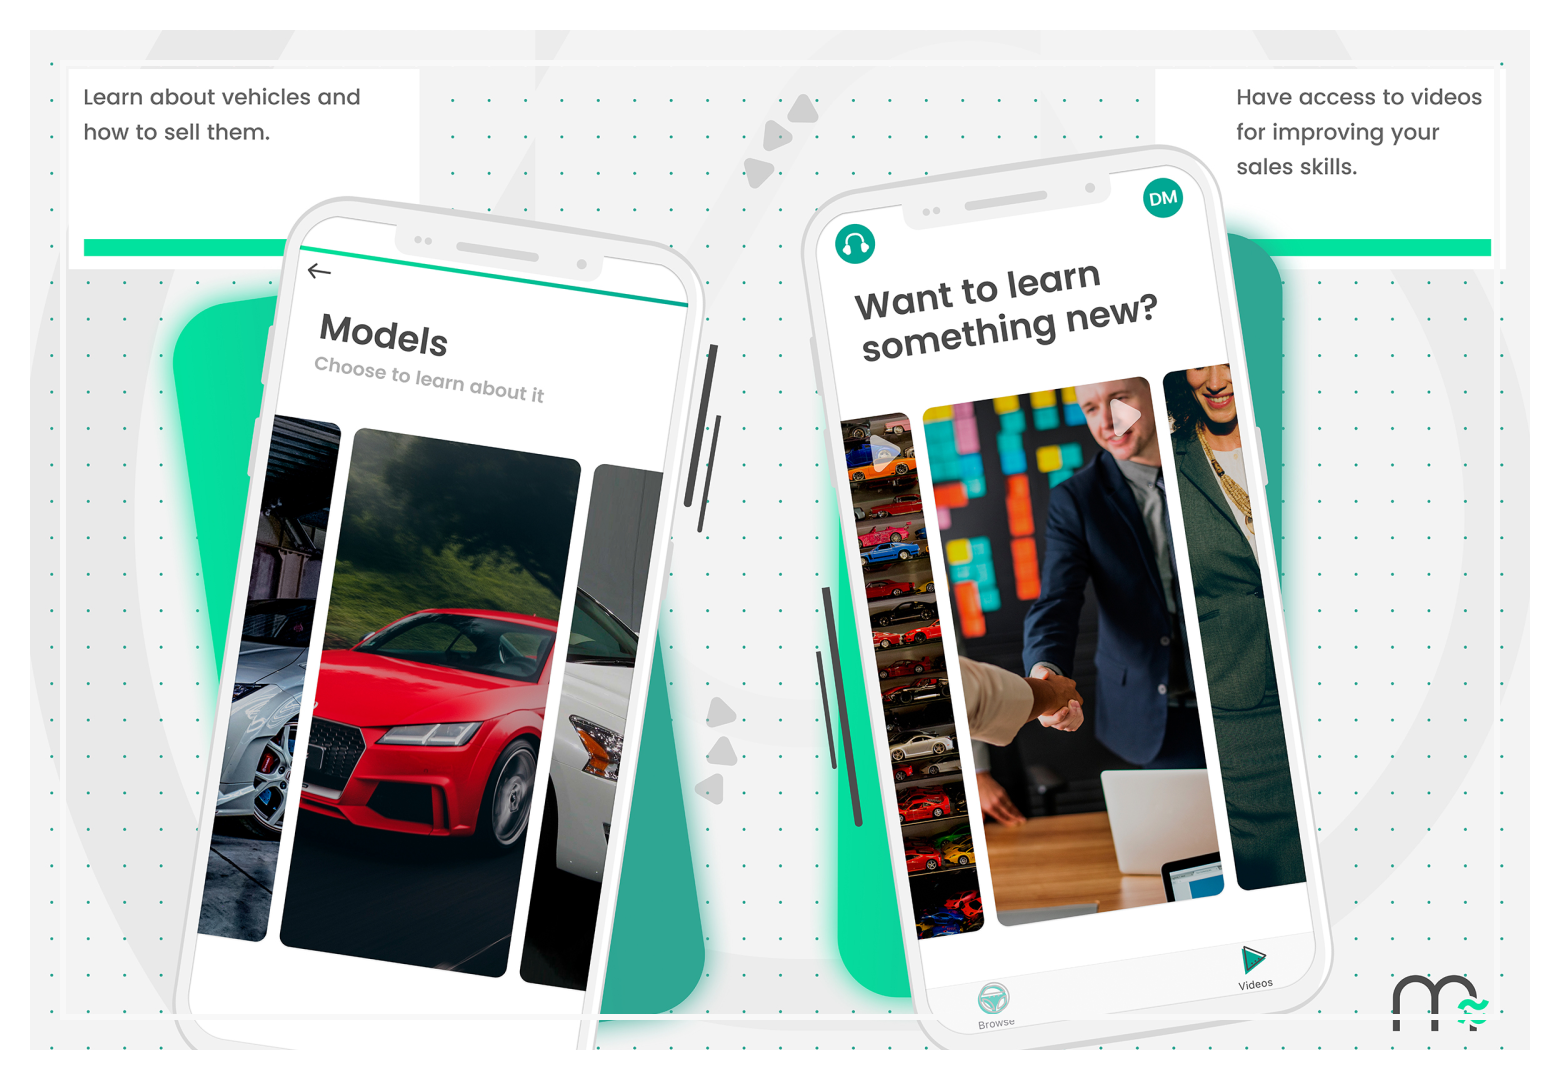 Learn about vehicles and
how to sell them.
Have access to videos
for improving your
sales skills.
Models
Choose to learn about it
DM
Want to learn
something new?
Browse
Videos
m